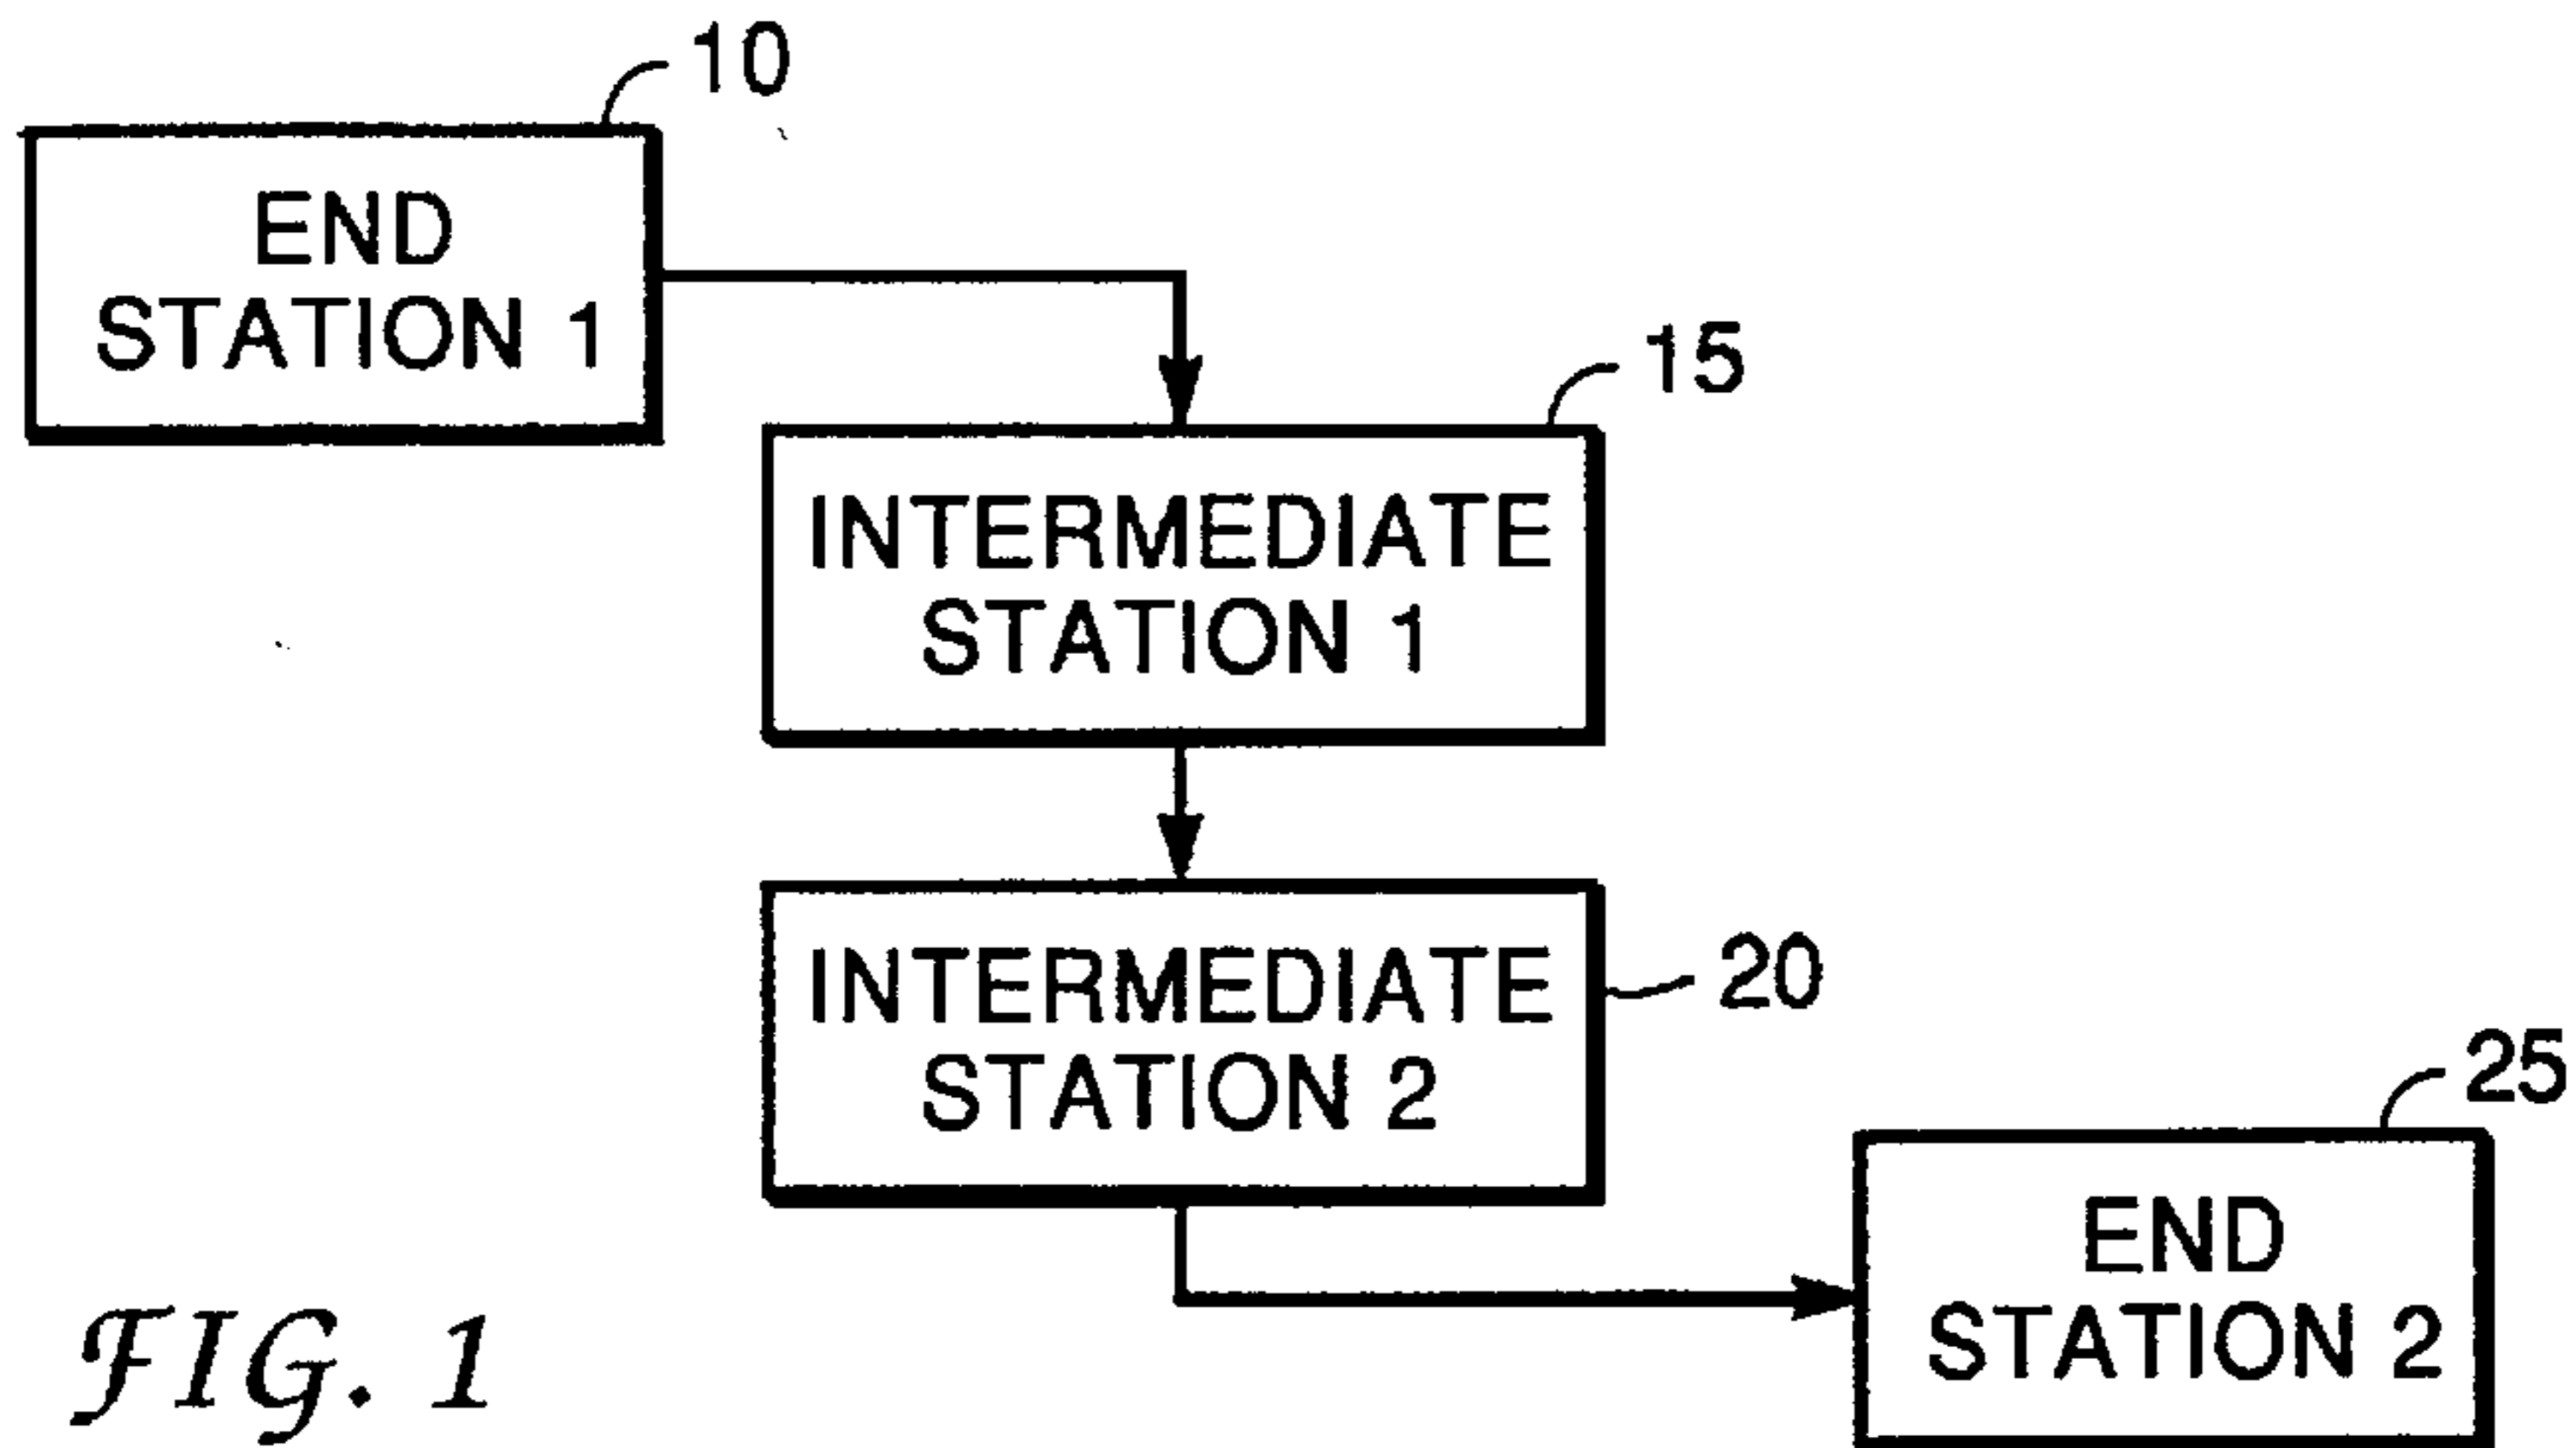 10
END
STATION 1
15
INTERMEDIATE
STATION 1
INTERMEDIATE
STATION 2
20
25
END
STATION 2
FIG. 1